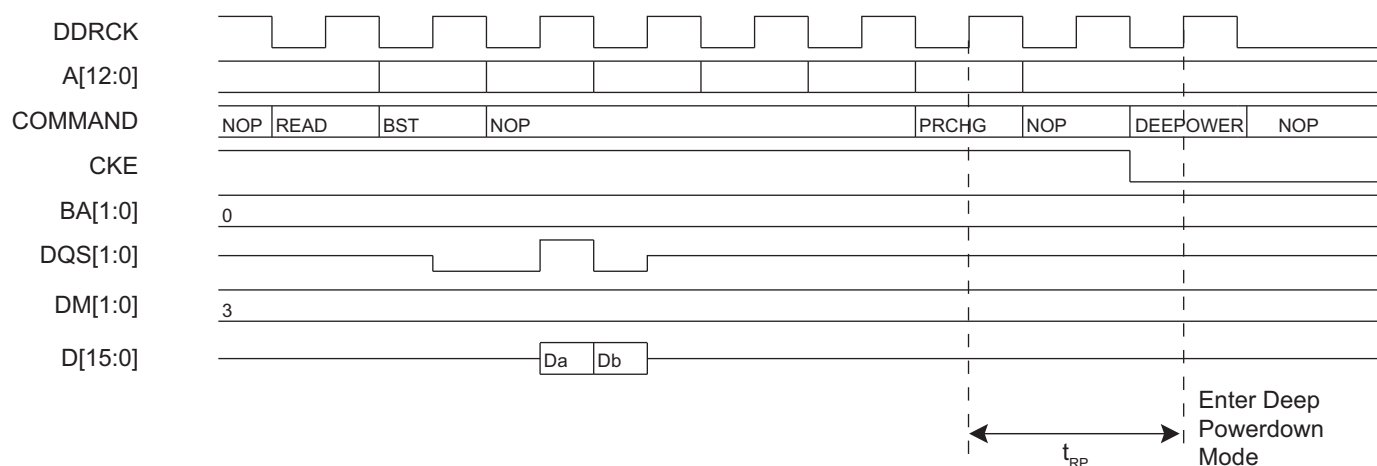 DDRCK
A[12:0]
COMMAND NOP READ BST NOP PRCHG NOP DEEPOWER NOP
CKE
BA[1:0] 0
DQS[1:0]
DM[1:0] 3
D[15:0] Da Db
tRP
Enter Deep
Powerdown
Mode